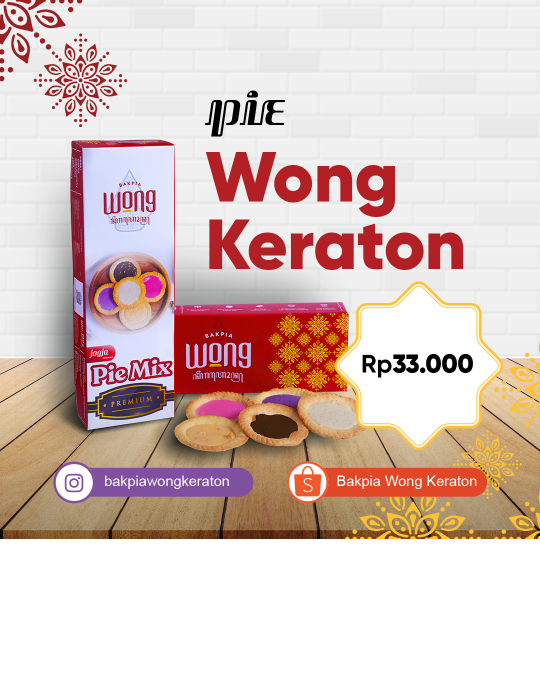 pie
Wong
Keraton
BAKPIA
wong
Jogja
Pie Mix
PREMIUM
BAKPIA
wong
Rp33.000
bakpiawongkeraton
Bakpia Wong Keraton